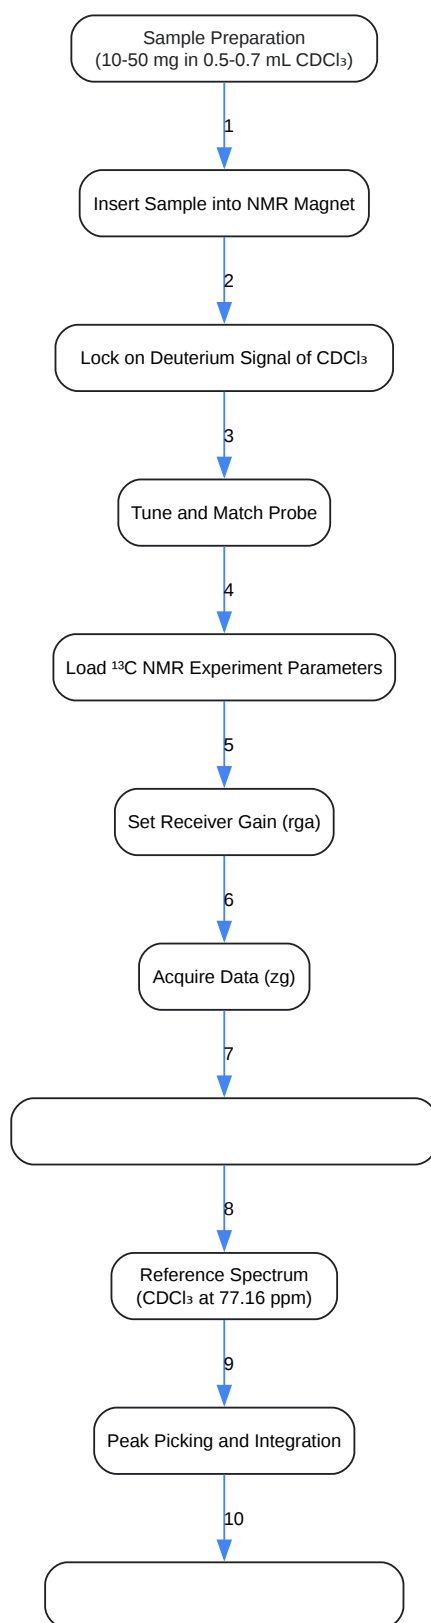 Sample Preparation
(10-50 mg in 0.5-0.7 mL CDCl₃)
1
Insert Sample into NMR Magnet
2
Lock on Deuterium Signal of CDCl₃
3
Tune and Match Probe
4
Load ¹³C NMR Experiment Parameters
5
Set Receiver Gain (rga)
6
Acquire Data (zg)
7
8
Reference Spectrum
(CDCl₃ at 77.16 ppm)
9
Peak Picking and Integration
10